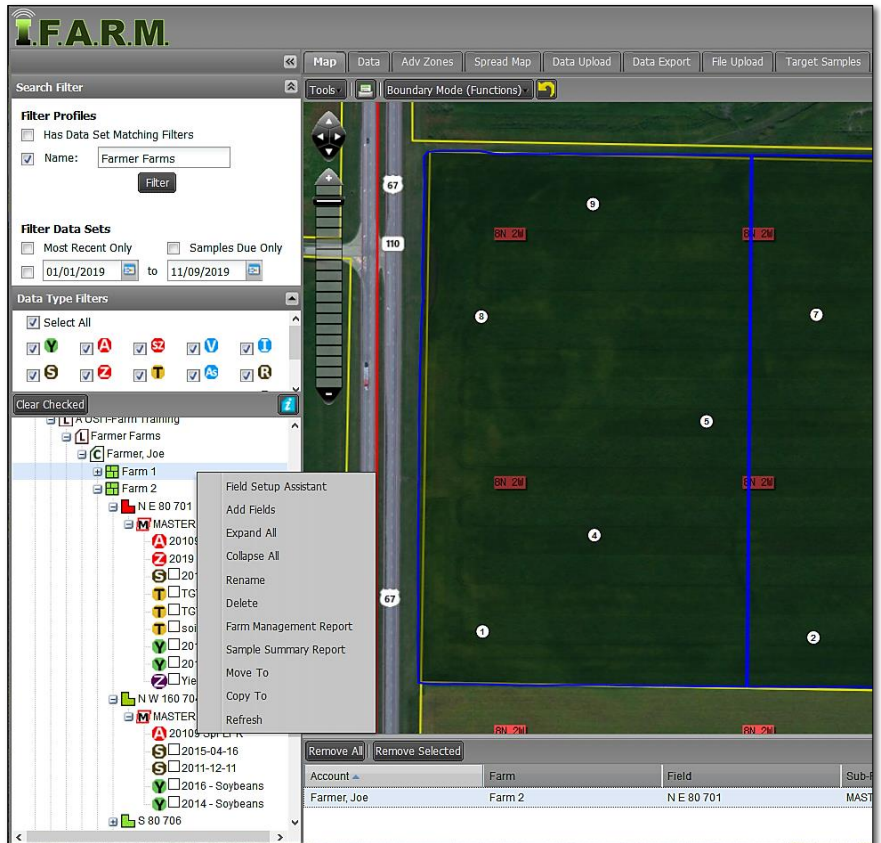 I.F.A.R.M.
Map Data Adv Zones Spread Map Data Upload Data Export File Upload Target Samples
Search Filter
Tools Boundary Mode (Functions)
Filter Profiles
Has Data Set Matching Filters
Name: Farmer Farms
Filter
Filter Data Sets
Most Recent Only Samples Due Only
01/01/2019 to 11/09/2019
Data Type Filters
Select All
Y A SZ V I
S Z T As R
Clear Checked i
Farmer Farms
Farmer, Joe
Farm 1
Farm 2
N E 80 701
MASTER
20109
2019
TGT
soi
Yie
N W 160 704
MASTER
20109
2015-04-16
2011-12-11
2016 - Soybeans
2014 - Soybeans
S 80 706
Field Setup Assistant
Add Fields
Expand All
Collapse All
Rename
Delete
Farm Management Report
Sample Summary Report
Move To
Copy To
Refresh
67
110
67
9
8N 2W 8N 2W
8 7
5
8N 2W 8N 2W
4
1 2
8N 2W 8N 2W
Remove All Remove Selected
Account Farm Field
Farmer, Joe Farm 2 N E 80 701 MAST